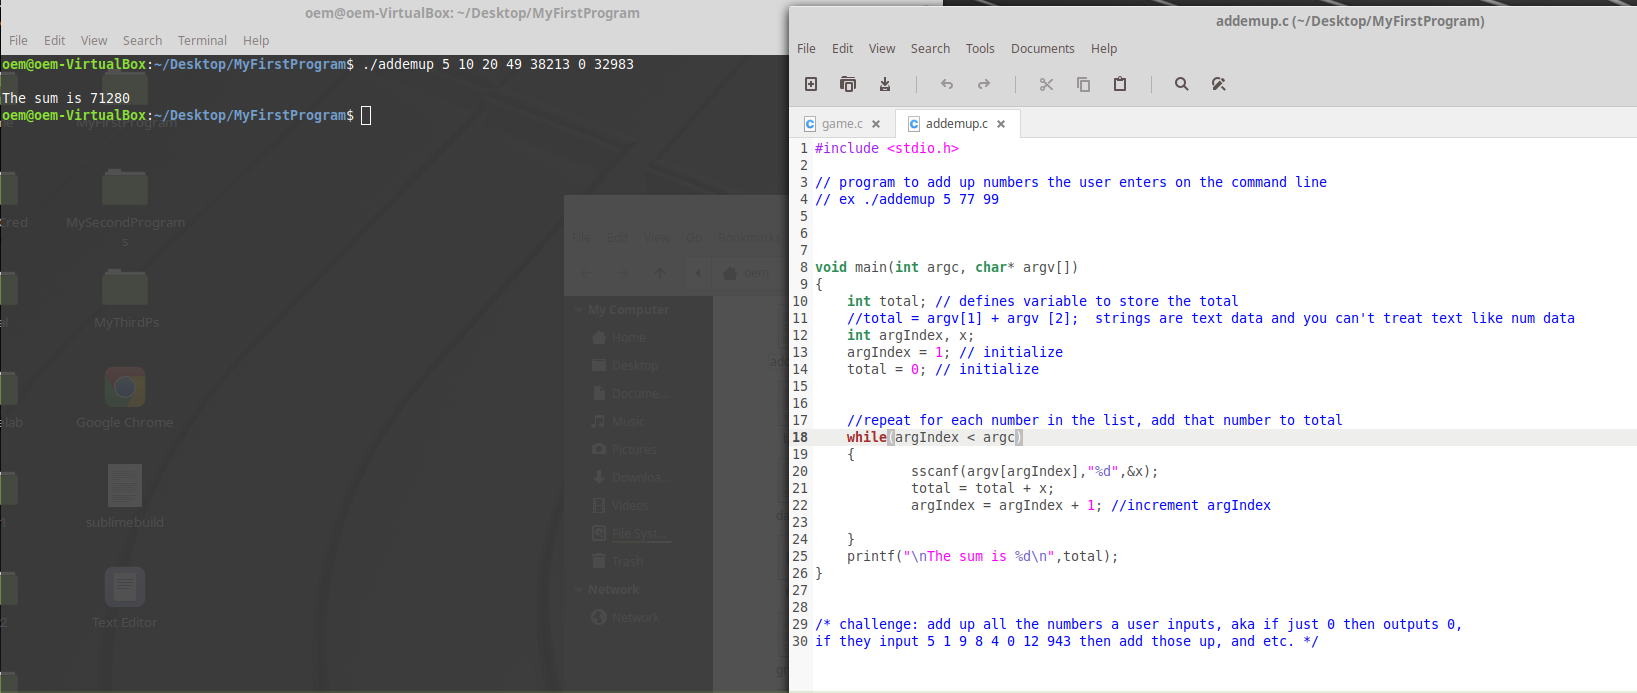 oem@oem-VirtualBox: ~/Desktop/MyFirstProgram
File Edit View Search Terminal Help
oem@oem-VirtualBox:~/Desktop/MyFirstProgram$ ./addemup 5 10 20 49 38213 0 32983
The sum is 71280
oem@oem-VirtualBox:~/Desktop/MyFirstProgram$
MyFirstProgram
Cred
MySecondProgram
s
MyThirdPs
Google Chrome
sublimebuild
Text Editor
File Edit View Go Bookmarks
oem
My Computer
Home
Desktop
Docume...
Music
Pictures
Downloa...
Videos
File Syst...
Trash
Network
Network
addemup.c (~/Desktop/MyFirstProgram)
File Edit View Search Tools Documents Help
game.c addemup.c
1 #include <stdio.h>
2
3 // program to add up numbers the user enters on the command line
4 // ex ./addemup 5 77 99
5
6
7
8 void main(int argc, char* argv[])
9 {
10 int total; // defines variable to store the total
11 //total = argv[1] + argv [2];  strings are text data and you can't treat text like num data
12 int argIndex, x;
13 argIndex = 1; // initialize
14 total = 0; // initialize
15
16
17 //repeat for each number in the list, add that number to total
18 while(argIndex < argc)
19 {
20 sscanf(argv[argIndex],"%d",&x);
21 total = total + x;
22 argIndex = argIndex + 1; //increment argIndex
23
24 }
25 printf("\nThe sum is %d\n",total);
26 }
27
28
29 /* challenge: add up all the numbers a user inputs, aka if just 0 then outputs 0,
30 if they input 5 1 9 8 4 0 12 943 then add those up, and etc. */